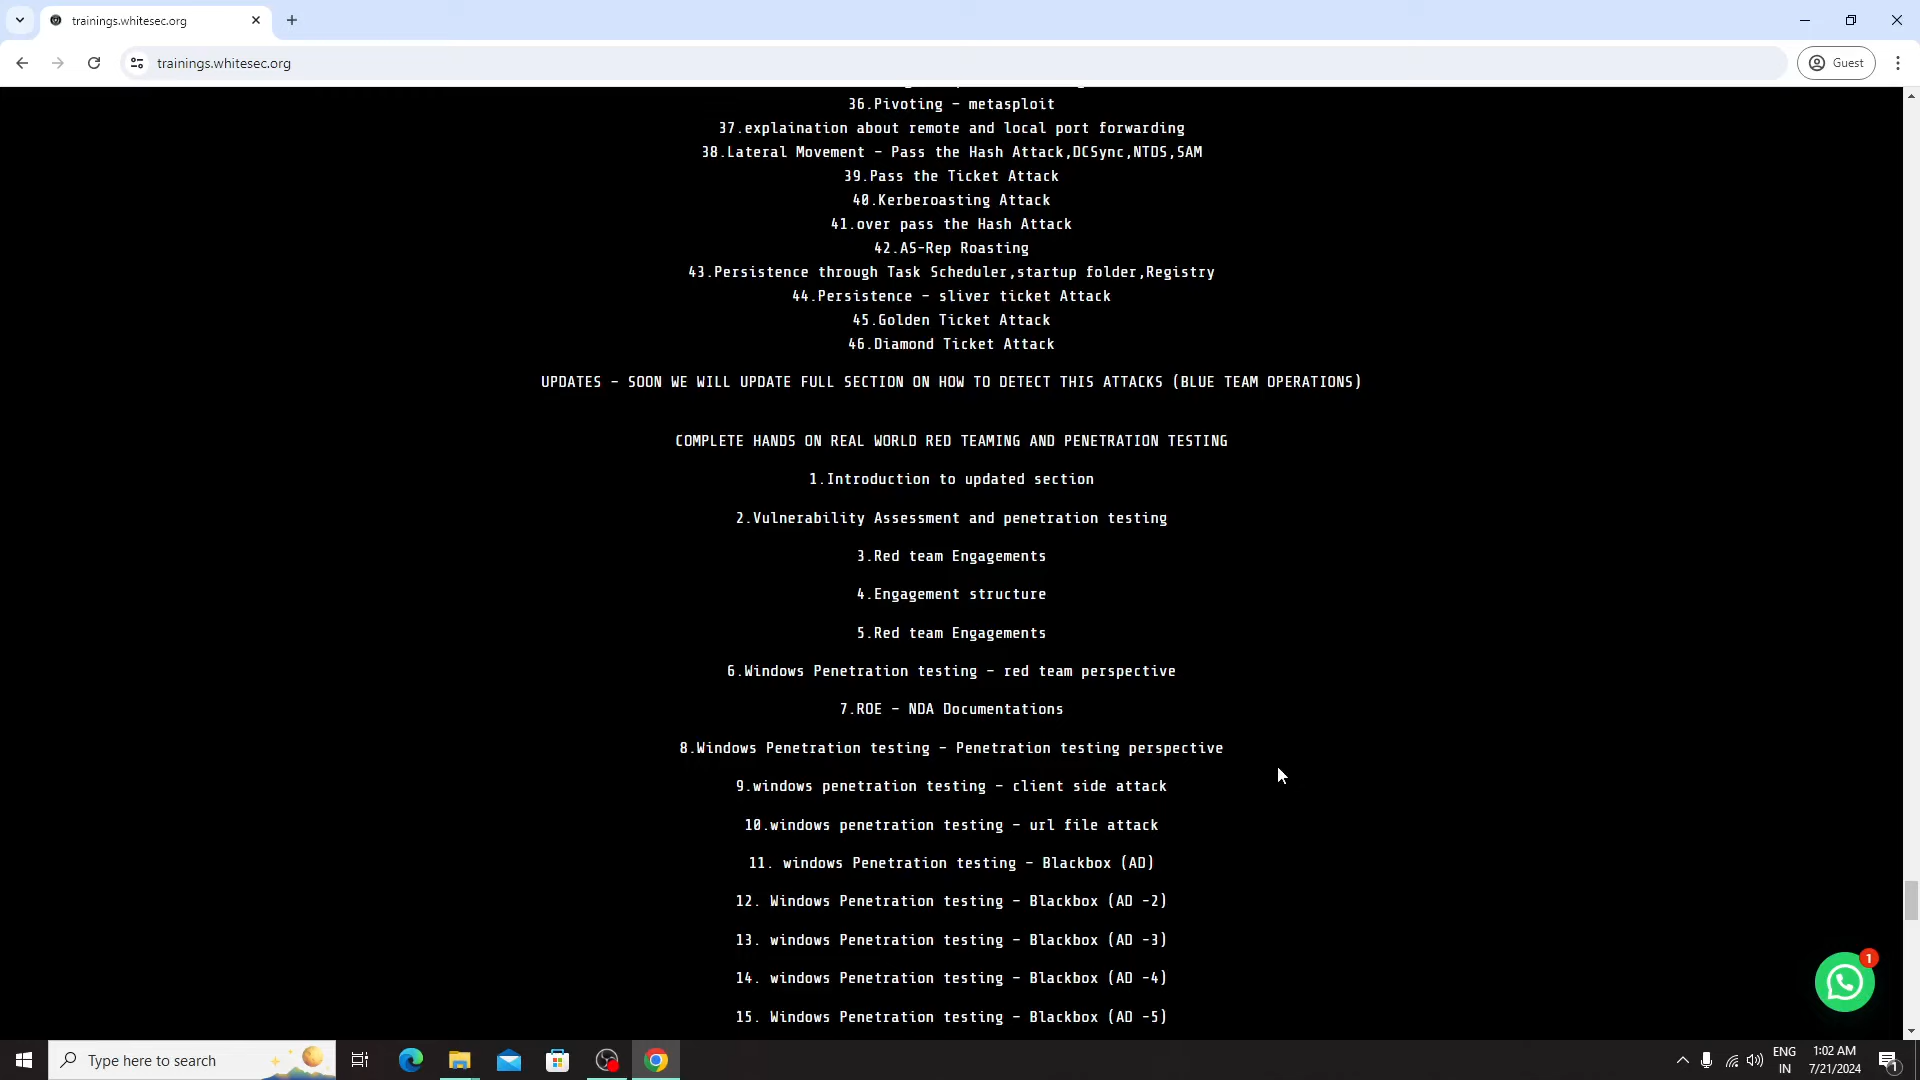 trainings.whitesec.org
trainings.whitesec.org
Guest
36.Pivoting – metasploit
37.explaination about remote and local port forwarding
38.Lateral Movement – Pass the Hash Attack,DCSync,NTDS,SAM
39.Pass the Ticket Attack
40.Kerberoasting Attack
41.over pass the Hash Attack
42.AS-Rep Roasting
43.Persistence through Task Scheduler,startup folder,Registry
44.Persistence – sliver ticket Attack
45.Golden Ticket Attack
46.Diamond Ticket Attack
UPDATES – SOON WE WILL UPDATE FULL SECTION ON HOW TO DETECT THIS ATTACKS (BLUE TEAM OPERATIONS)
COMPLETE HANDS ON REAL WORLD RED TEAMING AND PENETRATION TESTING
1.Introduction to updated section
2.Vulnerability Assessment and penetration testing
3.Red team Engagements
4.Engagement structure
5.Red team Engagements
6.Windows Penetration testing – red team perspective
7.ROE – NDA Documentations
8.Windows Penetration testing – Penetration testing perspective
9.windows penetration testing – client side attack
10.windows penetration testing – url file attack
11. windows Penetration testing – Blackbox (AD)
12. Windows Penetration testing – Blackbox (AD -2)
13. windows Penetration testing – Blackbox (AD -3)
14. windows Penetration testing – Blackbox (AD -4)
15. Windows Penetration testing – Blackbox (AD -5)
1
Type here to search
ENG
IN
1:02 AM
7/21/2024
1